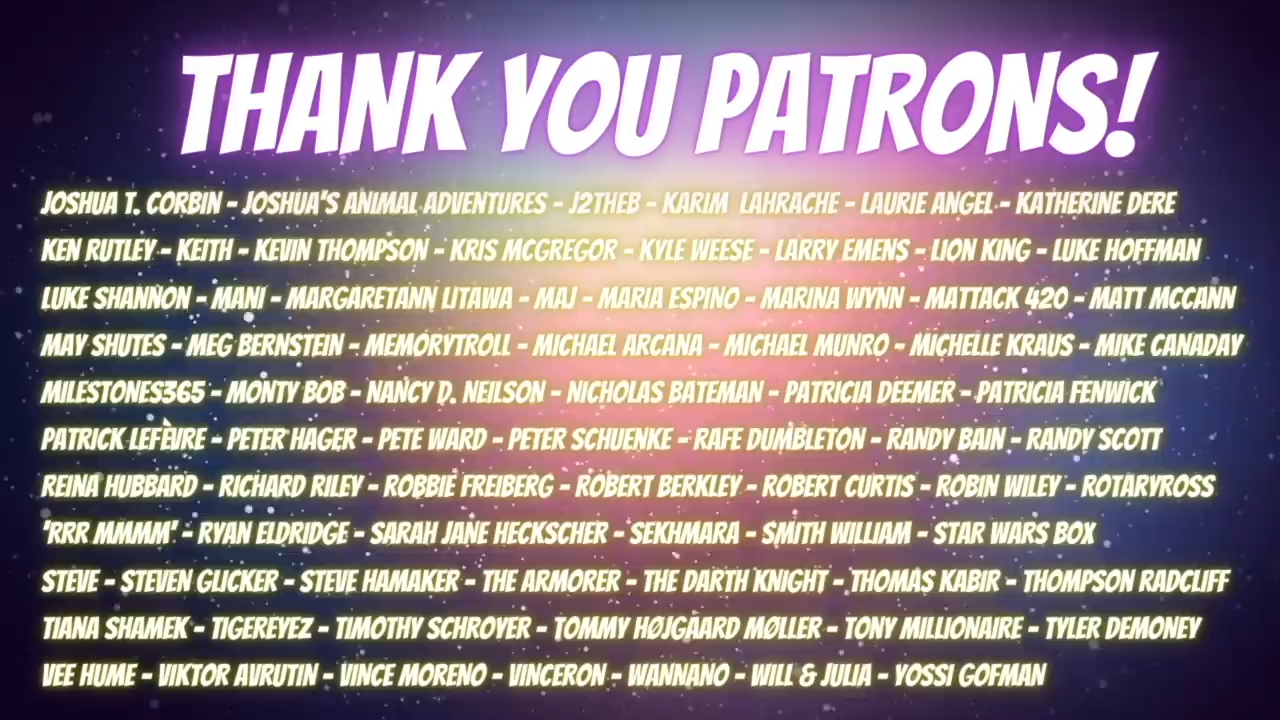 THANK YOU PATRONS!
JOSHUA T. CORBIN - JOSHUA'S ANIMAL ADVENTURES - J2THEB - KARIM LAHRACHE - LAURIE ANGEL - KATHERINE DERE
KEN RUTLEY - KEITH - KEVIN THOMPSON - KRIS MCGREGOR - KYLE WEESE - LARRY EMENS - LION KING - LUKE HOFFMAN
LUKE SHANNON - MANI - MARGARETANN LITAWA - MAJ - MARIA ESPINO - MARINA WYNN - MATTACK 420 - MATT MCCANN
MAY SHUTES - MEG BERNSTEIN - MEMORYTROLL - MICHAEL ARCANA - MICHAEL MUNRO - MICHELLE KRAUS - MIKE CANADAY
MILESTONES365 - MONTY BOB - NANCY D. NEILSON - NICHOLAS BATEMAN - PATRICIA DEEMER - PATRICIA FENWICK
PATRICK LEFÈVRE - PETER HAGER - PETE WARD - PETER SCHUENKE - RAFE DUMBLETON - RANDY BAIN - RANDY SCOTT
REINA HUBBARD - RICHARD RILEY - ROBBIE FREIBERG - ROBERT BERKLEY - ROBERT CURTIS - ROBIN WILEY - ROTARYROSS
'RRR MMMM' - RYAN ELDRIDGE - SARAH JANE HECKSCHER - SEKHMARA - SMITH WILLIAM - STAR WARS BOX
STEVE - STEVEN GLICKER - STEVE HAMAKER - THE ARMORER - THE DARTH KNIGHT - THOMAS KABIR - THOMPSON RADCLIFF
TIANA SHAMEK - TIGEREYEZ - TIMOTHY SCHROYER - TOMMY HØJGAARD MØLLER - TONY MILLIONAIRE - TYLER DEMONEY
VEE HUME - VIKTOR AVRUTIN - VINCE MORENO - VINCERON - WANNANO - WILL & JULIA - YOSSI GOFMAN